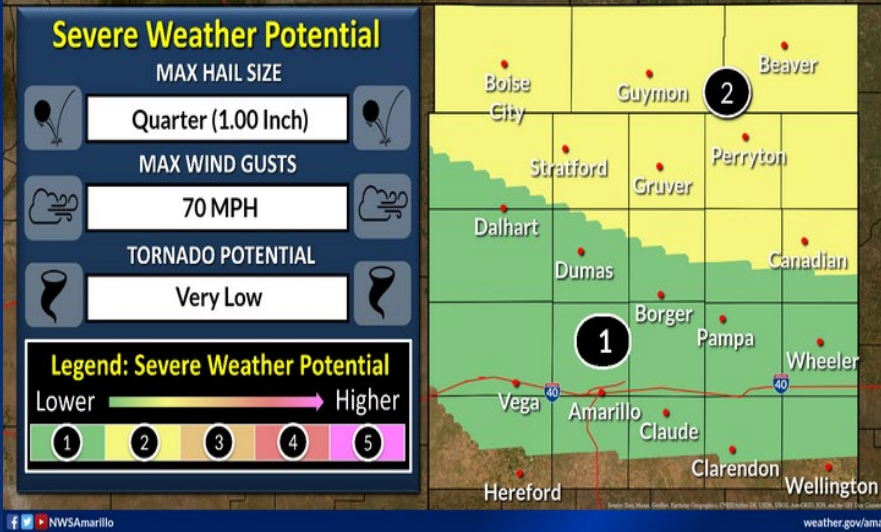 Severe Weather Potential
MAX HAIL SIZE
Quarter (1.00 Inch)
MAX WIND GUSTS
70 MPH
TORNADO POTENTIAL
Very Low
Legend: Severe Weather Potential
Lower
Higher
1
2
3
4
5
Boise
City
Guymon
2
Beaver
Stratford
Gruver
Perryton
Dalhart
Dumas
Canadian
Borger
Pampa
1
Wheeler
Vega
40
Amarillo
40
Claude
Clarendon
Hereford
Wellington
NWSAmarillo
weather.gov/ama